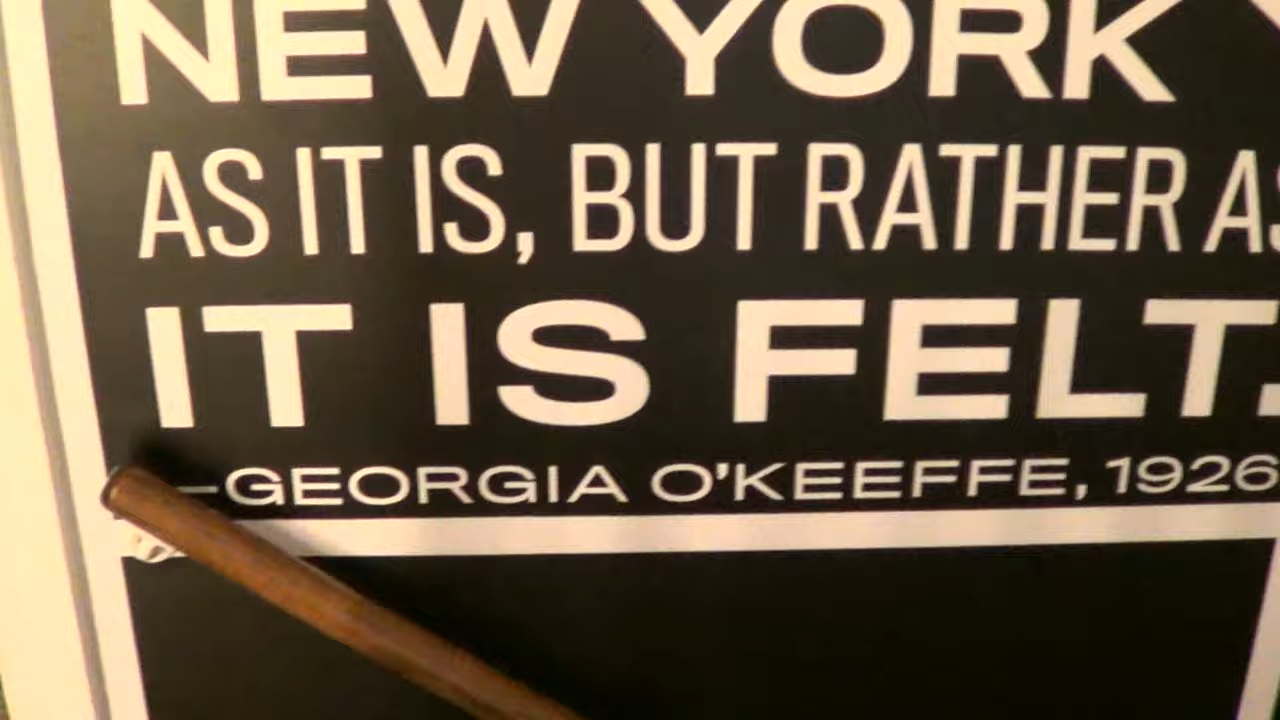 NEW YORK
AS IT IS, BUT RATHER AS
IT IS FELT.
—GEORGIA O'KEEFFE, 1926